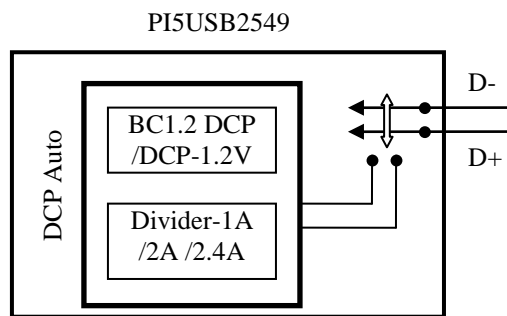 PI5USB2549
DCP Auto
BC1.2 DCP
/DCP-1.2V
Divider-1A
/2A /2.4A
D-
D+